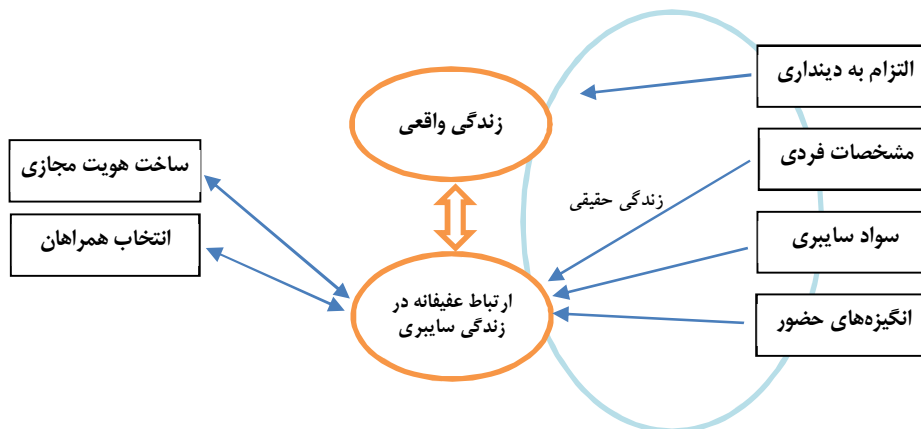 التزام به دینداری
زندگی واقعی
مشخصات فردی
ساخت هویت مجازی
زندگی حقیقی
انتخاب همراهان
سواد سایبری
ارتباط عفیفانه در
زندگی سایبری
انگیزه‌های حضور